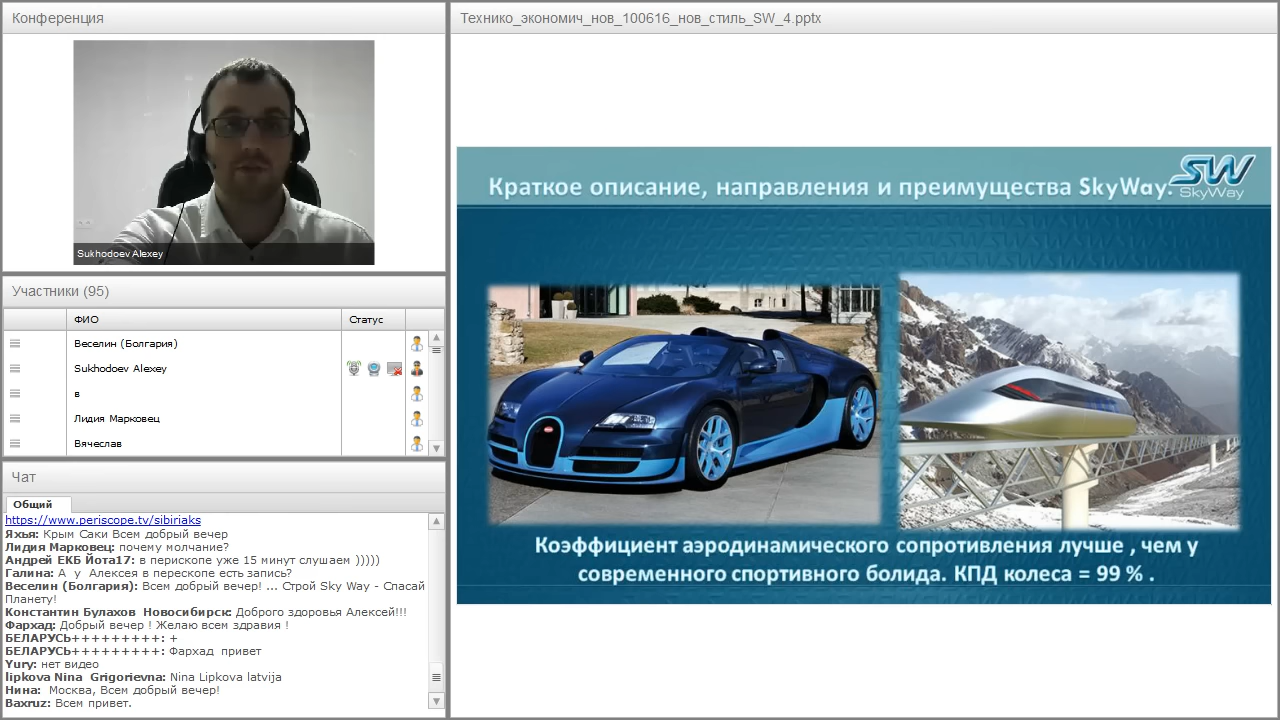 Конференция
Sukhodoev Alexey
Участники (95)
ФИО
Статус
Веселин (Болгария)
Sukhodoev Alexey
в
Лидия Марковец
Вячеслав
Чат
Общий
https://www.periscope.tv/sibiriaks
Яхья: Крым Саки Всем добрый вечер
Лидия Марковец: почему молчание?
Андрей ЕКБ Йота17: в перископе уже 15 минут слушаем )))))
Галина: А у Алексея в перескопе есть запись?
Веселин (Болгария): Всем добрый вечер! ... Строй Sky Way - Спасай
Планету!
Константин Булахов Новосибирск: Доброго здоровья Алексей!!!
Фархад: Добрый вечер ! Желаю всем здравия !
БЕЛАРУСЬ+++++++++: +
БЕЛАРУСЬ+++++++++: Фархад привет
Yury: нет видео
lipkova Nina Grigorievna: Nina Lipkova latvija
Нина: Москва, Всем добрый вечер!
Baxruz: Всем привет.
Технико_экономич_нов_100616_нов_стиль_SW_4.pptx
Краткое описание, направления и преимущества SkyWay.
SW
SkyWay
Коэффициент аэродинамического сопротивления лучше , чем у
современного спортивного болида. КПД колеса = 99 % .